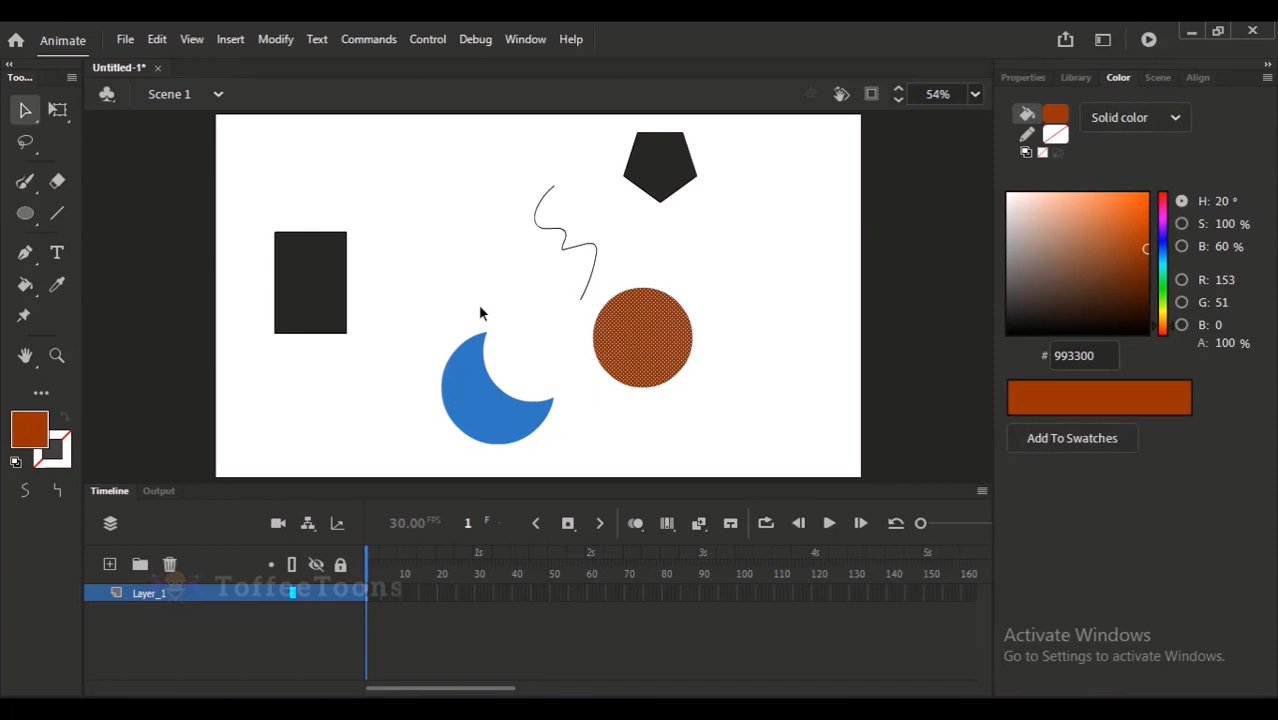 Animate File Edit View Insert Modify Text Commands Control Debug Window Help
Too... Untitled-1* Properties Library Color Scene Align
Scene 1 54%
Solid color
H: 20 °
S: 100 %
B: 60 %
R: 153
G: 51
B: 0
A: 100 %
# 993300
Add To Swatches
Timeline Output
30.00 FPS 1 F
1s 2s 3s 4s 5s
10 20 30 40 50 60 70 80 90 100 110 120 130 140 150 160
Layer_1
ToffeeToons
Activate Windows
Go to Settings to activate Windows.